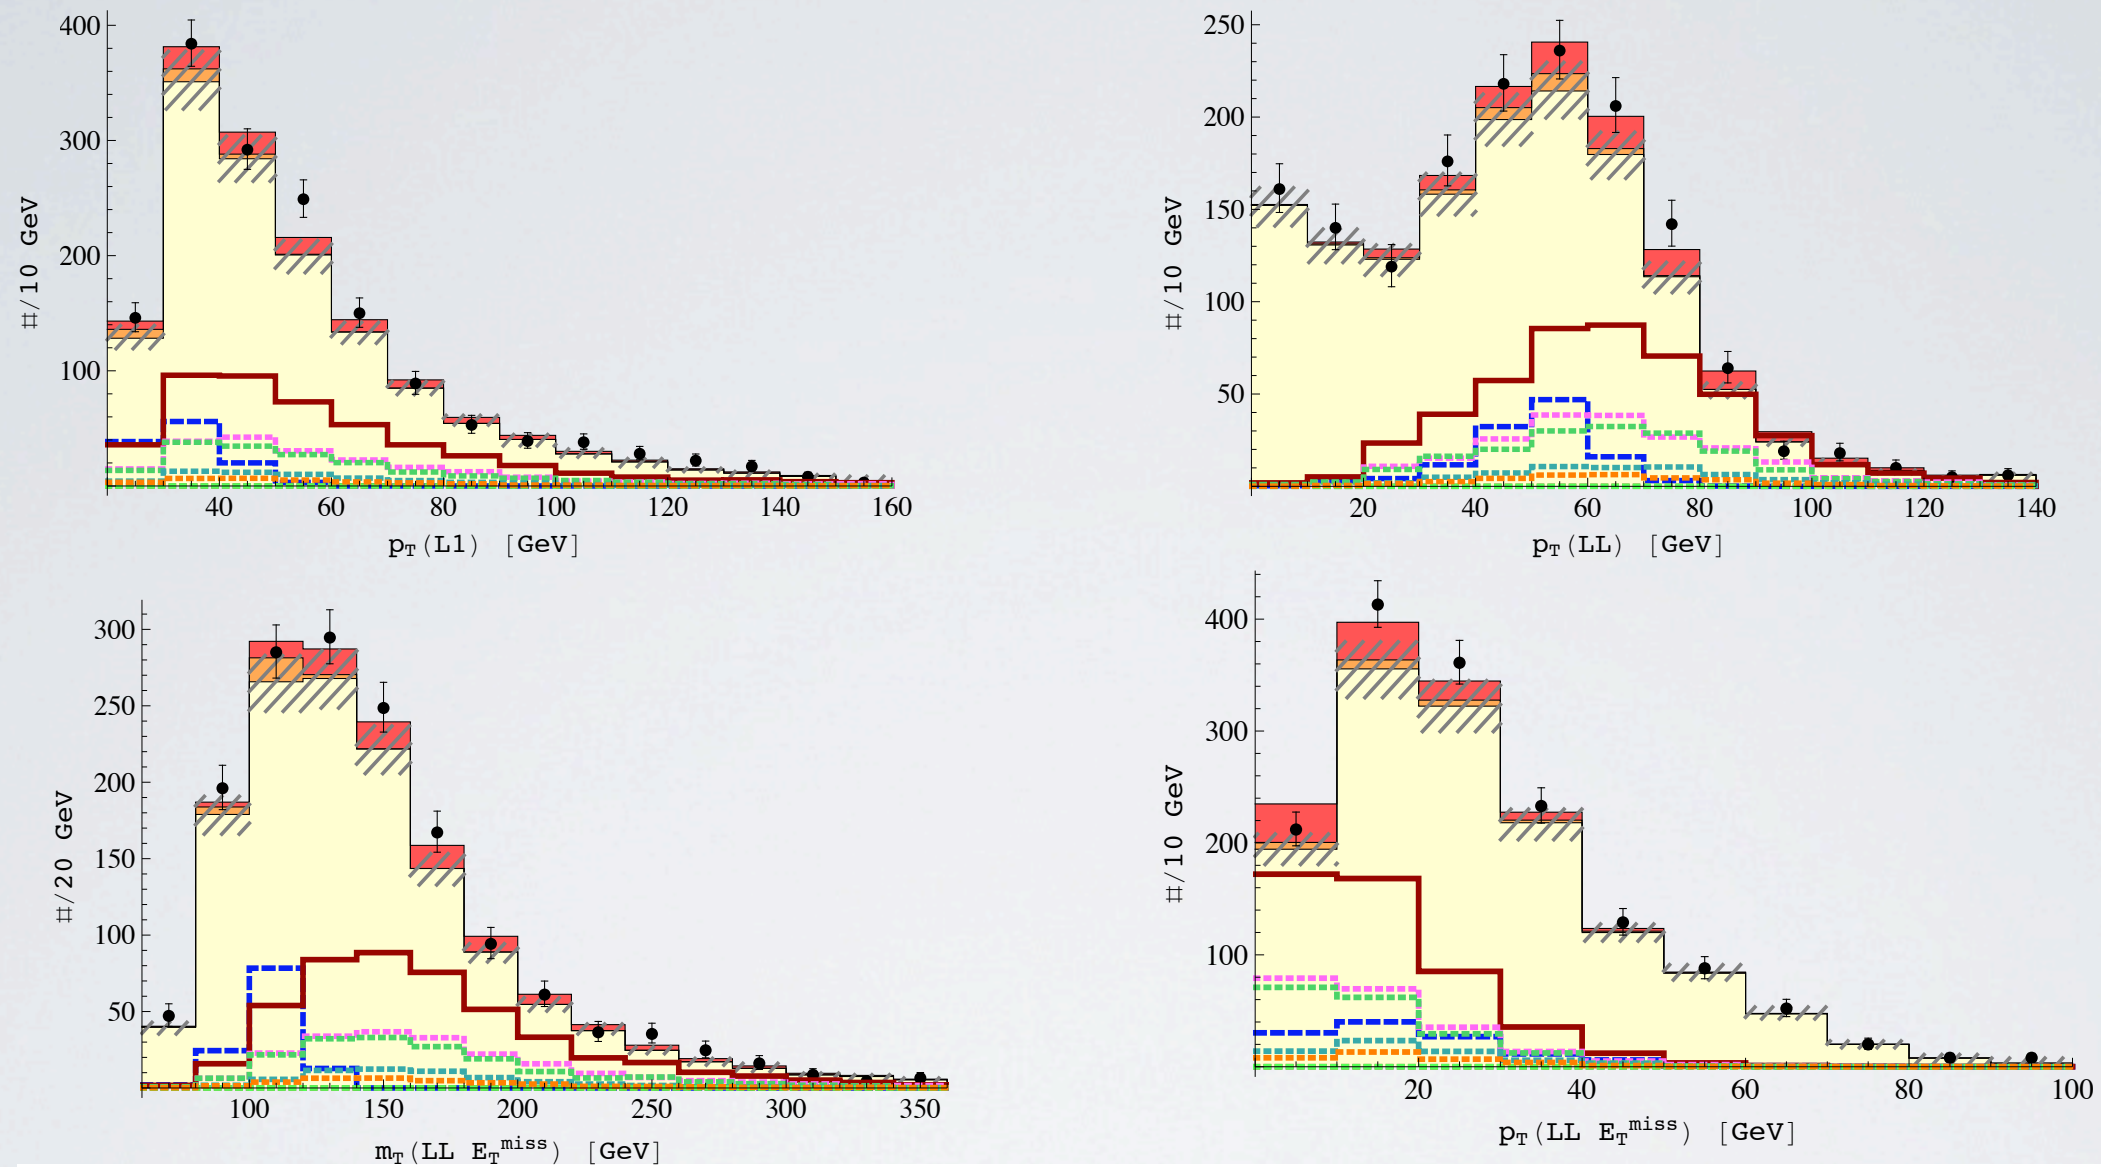 400
300
200
100
#/10 GeV
40 60 80 100 120 140 160
pT(L1) [GeV]
250
200
150
100
50
#/10 GeV
20 40 60 80 100 120 140
pT(LL) [GeV]
300
250
200
150
100
50
#/20 GeV
100 150 200 250 300 350
mT(LL ETmiss) [GeV]
400
300
200
100
#/10 GeV
20 40 60 80 100
pT(LL ETmiss) [GeV]